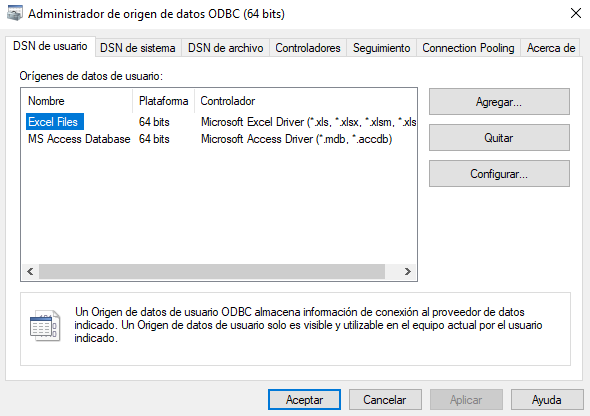 Administrador de origen de datos ODBC (64 bits)
DSN de usuario DSN de sistema DSN de archivo Controladores Seguimiento Connection Pooling Acerca de
Orígenes de datos de usuario:
Nombre Plataforma Controlador
Excel Files 64 bits Microsoft Excel Driver (*.xls, *.xlsx, *.xlsm, *.xls
MS Access Database 64 bits Microsoft Access Driver (*.mdb, *.accdb)
Agregar...
Quitar
Configurar...
Un Origen de datos de usuario ODBC almacena información de conexión al proveedor de datos
indicado. Un Origen de datos de usuario solo es visible y utilizable en el equipo actual por el usuario
indicado.
Aceptar Cancelar Aplicar Ayuda